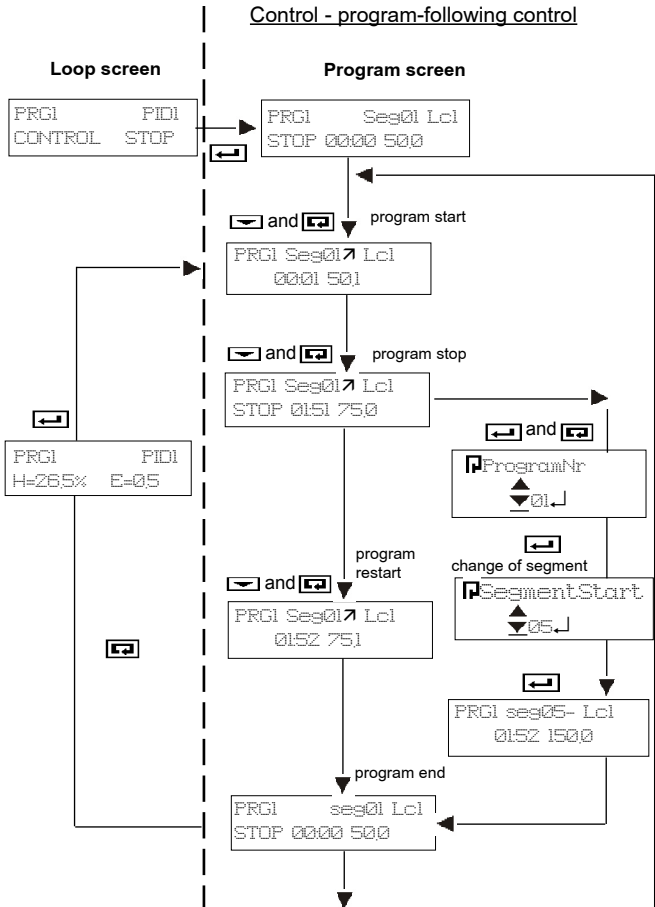 Control - program-following control
Loop screen
Program screen
PRG1 PID1
CONTROL STOP
PRG1 Seg01 Lcl
STOP 00:00 50,0
and
program start
PRG1 Seg01↗ Lcl
00:01 50,1
and
program stop
PRG1 Seg01↗ Lcl
STOP 01:51 75,0
and
ProgramNr
01
change of segment
SegmentStart
05
PRG1 seg05- Lcl
01:52 150,0
PRG1 PID1
H=26,5% E=0,5
program
restart
and
PRG1 Seg01↗ Lcl
01:52 75,1
program end
PRG1 seg01 Lcl
STOP 00:00 50,0